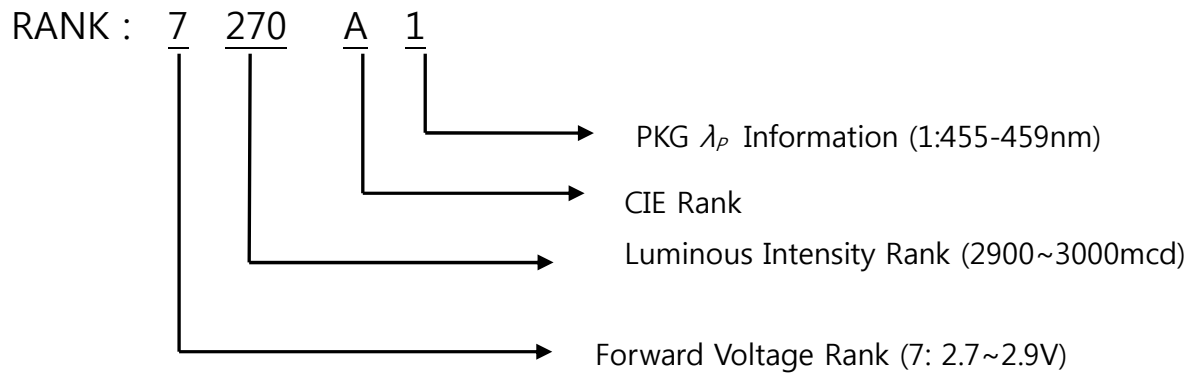 RANK : 7 270 A 1
PKG λP Information (1:455-459nm)
CIE Rank
Luminous Intensity Rank (2900~3000mcd)
Forward Voltage Rank (7: 2.7~2.9V)